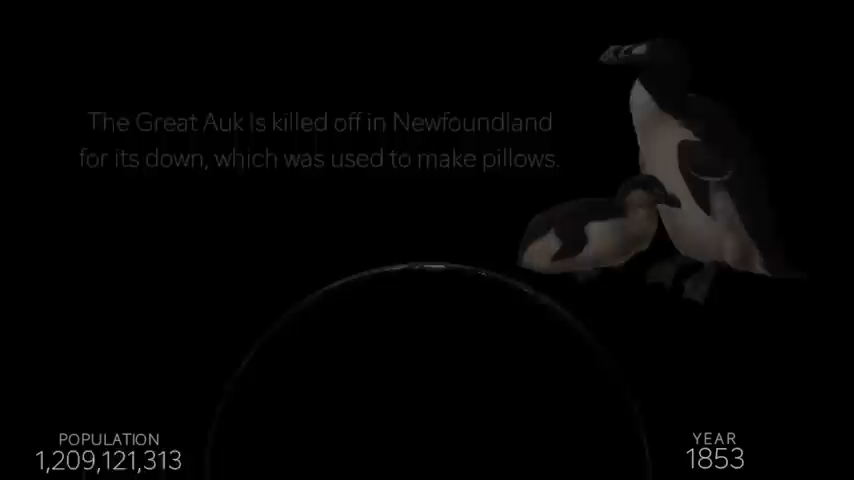 The Great Auk Is killed off in Newfoundland
for its down, which was used to make pillows.
POPULATION
1,209,121,313
YEAR
1853